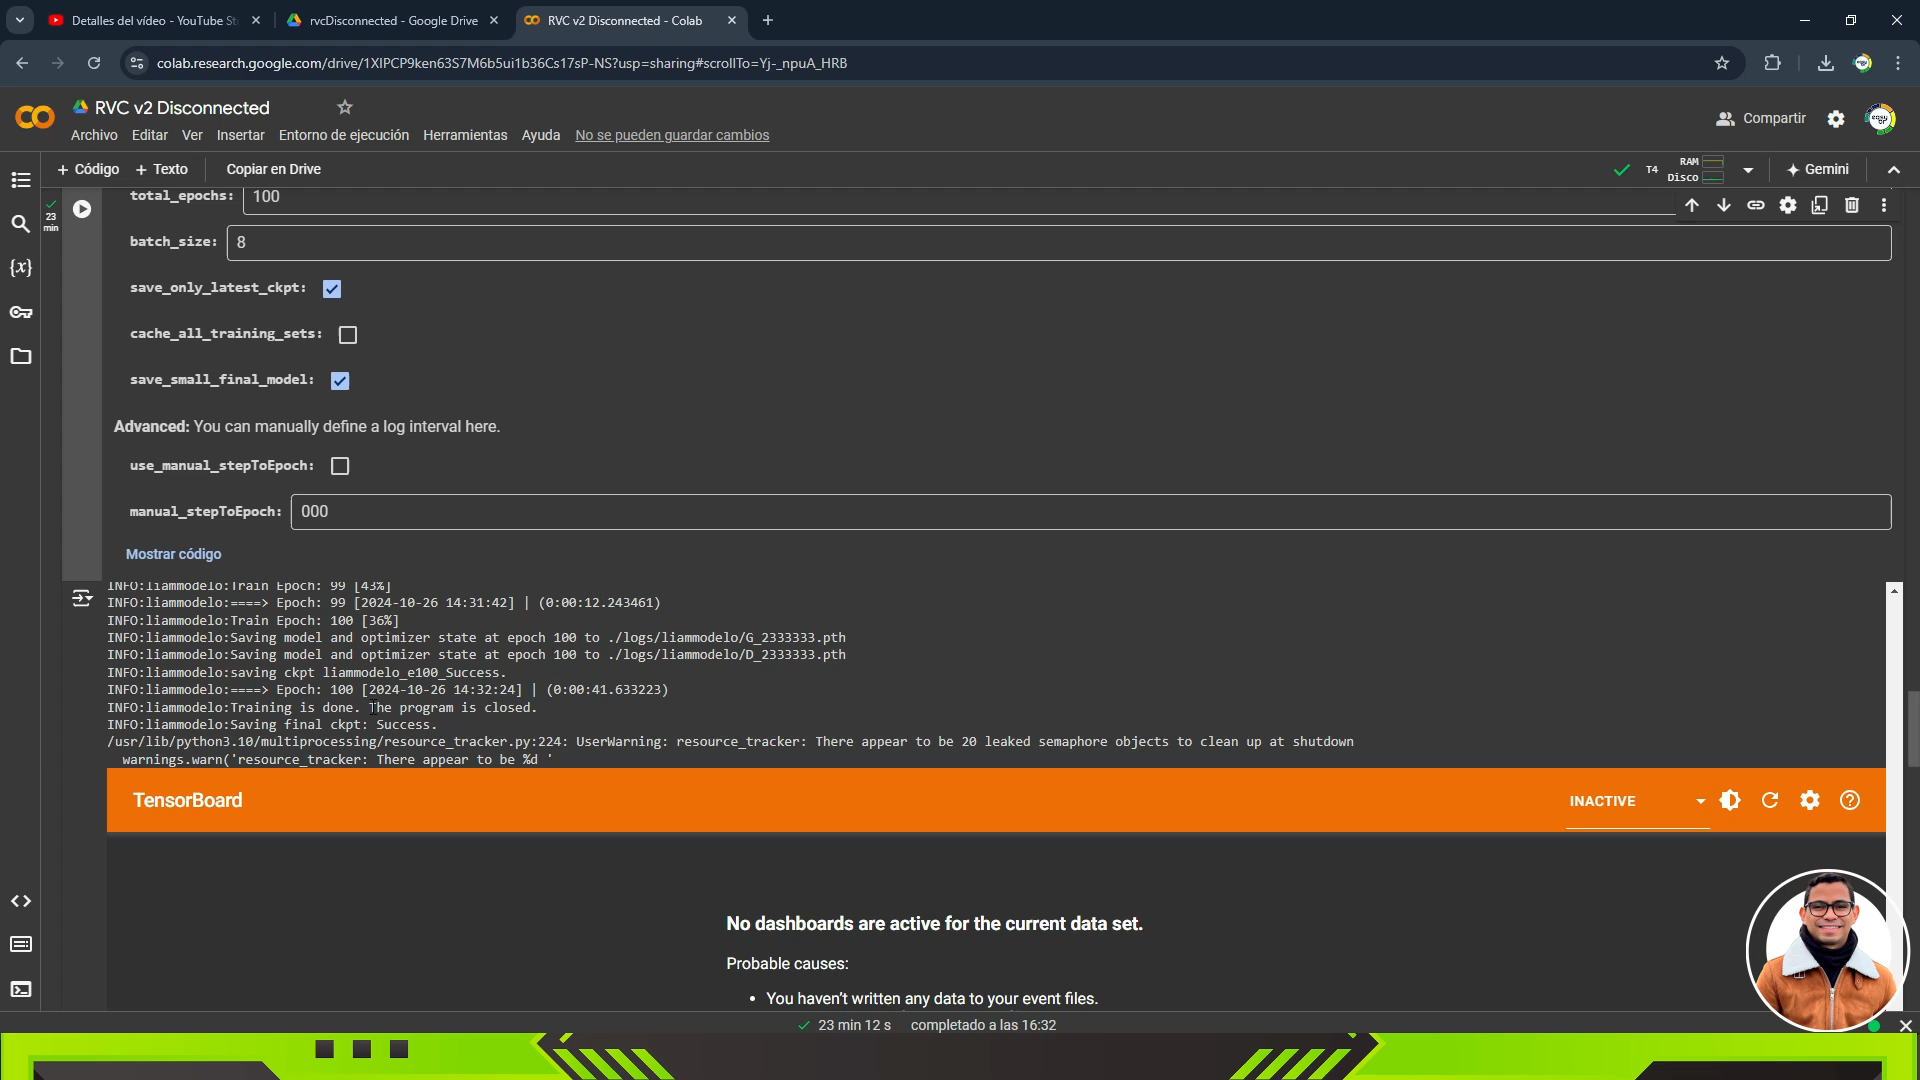 Detalles del vídeo - YouTube St
rvcDisconnected - Google Drive
RVC v2 Disconnected - Colab
colab.research.google.com/drive/1XIPCP9ken63S7M6b5ui1b36Cs17sP-NS?usp=sharing#scrollTo=Yj-_npuA_HRB
RVC v2 Disconnected
Archivo Editar Ver Insertar Entorno de ejecución Herramientas Ayuda No se pueden guardar cambios
Compartir
+ Código + Texto Copiar en Drive
T4 RAM Disco Gemini
23 min
total_epochs: 100
batch_size: 8
save_only_latest_ckpt:
cache_all_training_sets:
save_small_final_model:
Advanced: You can manually define a log interval here.
use_manual_stepToEpoch:
manual_stepToEpoch: 000
Mostrar código
INFO:liammodelo:Train Epoch: 99 [43%]
INFO:liammodelo:====> Epoch: 99 [2024-10-26 14:31:42] | (0:00:12.243461)
INFO:liammodelo:Train Epoch: 100 [36%]
INFO:liammodelo:Saving model and optimizer state at epoch 100 to ./logs/liammodelo/G_2333333.pth
INFO:liammodelo:Saving model and optimizer state at epoch 100 to ./logs/liammodelo/D_2333333.pth
INFO:liammodelo:saving ckpt liammodelo_e100_Success.
INFO:liammodelo:====> Epoch: 100 [2024-10-26 14:32:24] | (0:00:41.633223)
INFO:liammodelo:Training is done. The program is closed.
INFO:liammodelo:Saving final ckpt: Success.
/usr/lib/python3.10/multiprocessing/resource_tracker.py:224: UserWarning: resource_tracker: There appear to be 20 leaked semaphore objects to clean up at shutdown
warnings.warn('resource_tracker: There appear to be %d '
TensorBoard
INACTIVE
No dashboards are active for the current data set.
Probable causes:
• You haven't written any data to your event files.
23 min 12 s completado a las 16:32